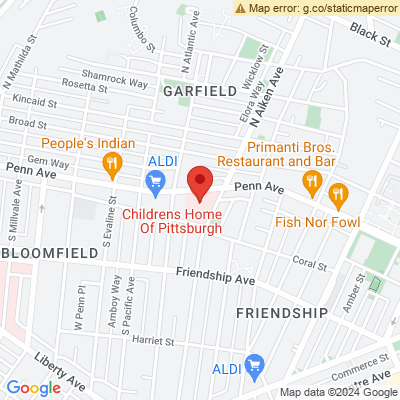 Map error: g.co/staticmaperror
Black St
N Mathilda St
Columbo St
N Atlantic Ave
Wicklow St
Shamrock Way
Rosetta St
Kincaid St
GARFIELD
Elora Way
N Aiken Ave
Broad St
People's Indian
Primanti Bros.
Restaurant and Bar
Gem Way
ALDI
Penn Ave
Penn Ave
S Millvale Ave
S Evaline St
Childrens Home
Of Pittsburgh
Fish Nor Fowl
BLOOMFIELD
Coral St
Friendship Ave
Amber St
W Penn Pl
Amboy Way
S Pacific Ave
FRIENDSHIP
Harriet St
Liberty Ave
ALDI
Commerce St
tre Ave
Google
Map data ©2024 Google